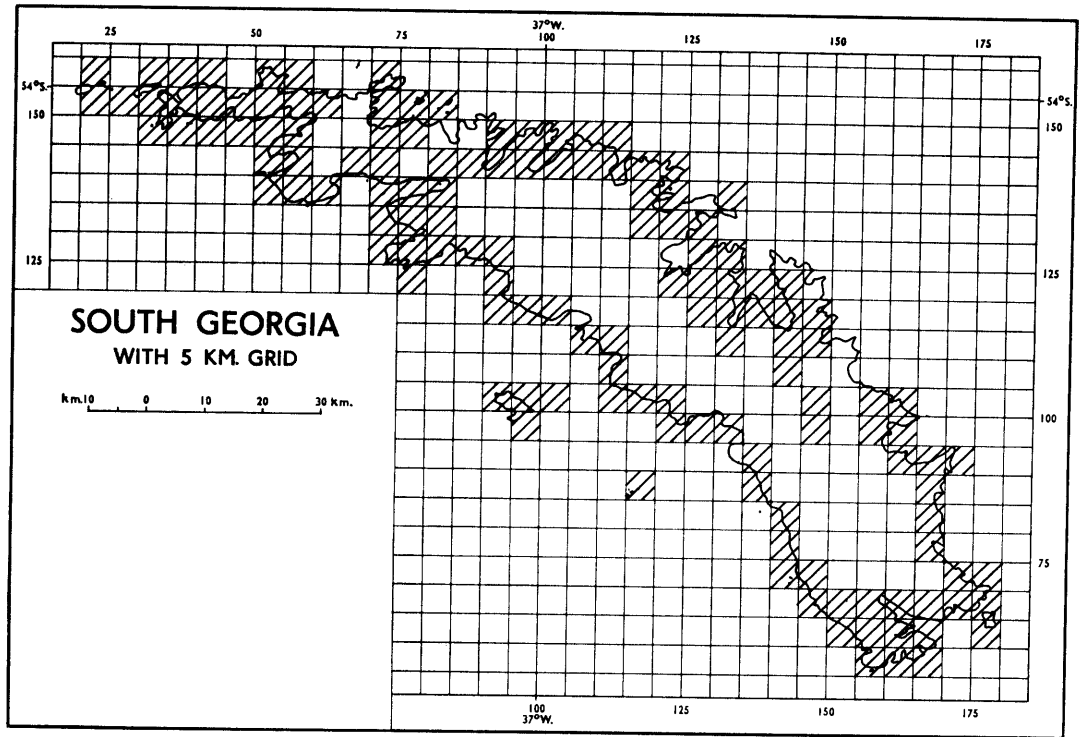 37°W.
25 50 75 100 125 150 175
54°S. 54°S.
150 150
125 125
SOUTH GEORGIA
WITH 5 KM. GRID
km.10 0 10 20 30 km.
100
75
100 125 150 175
37°W.